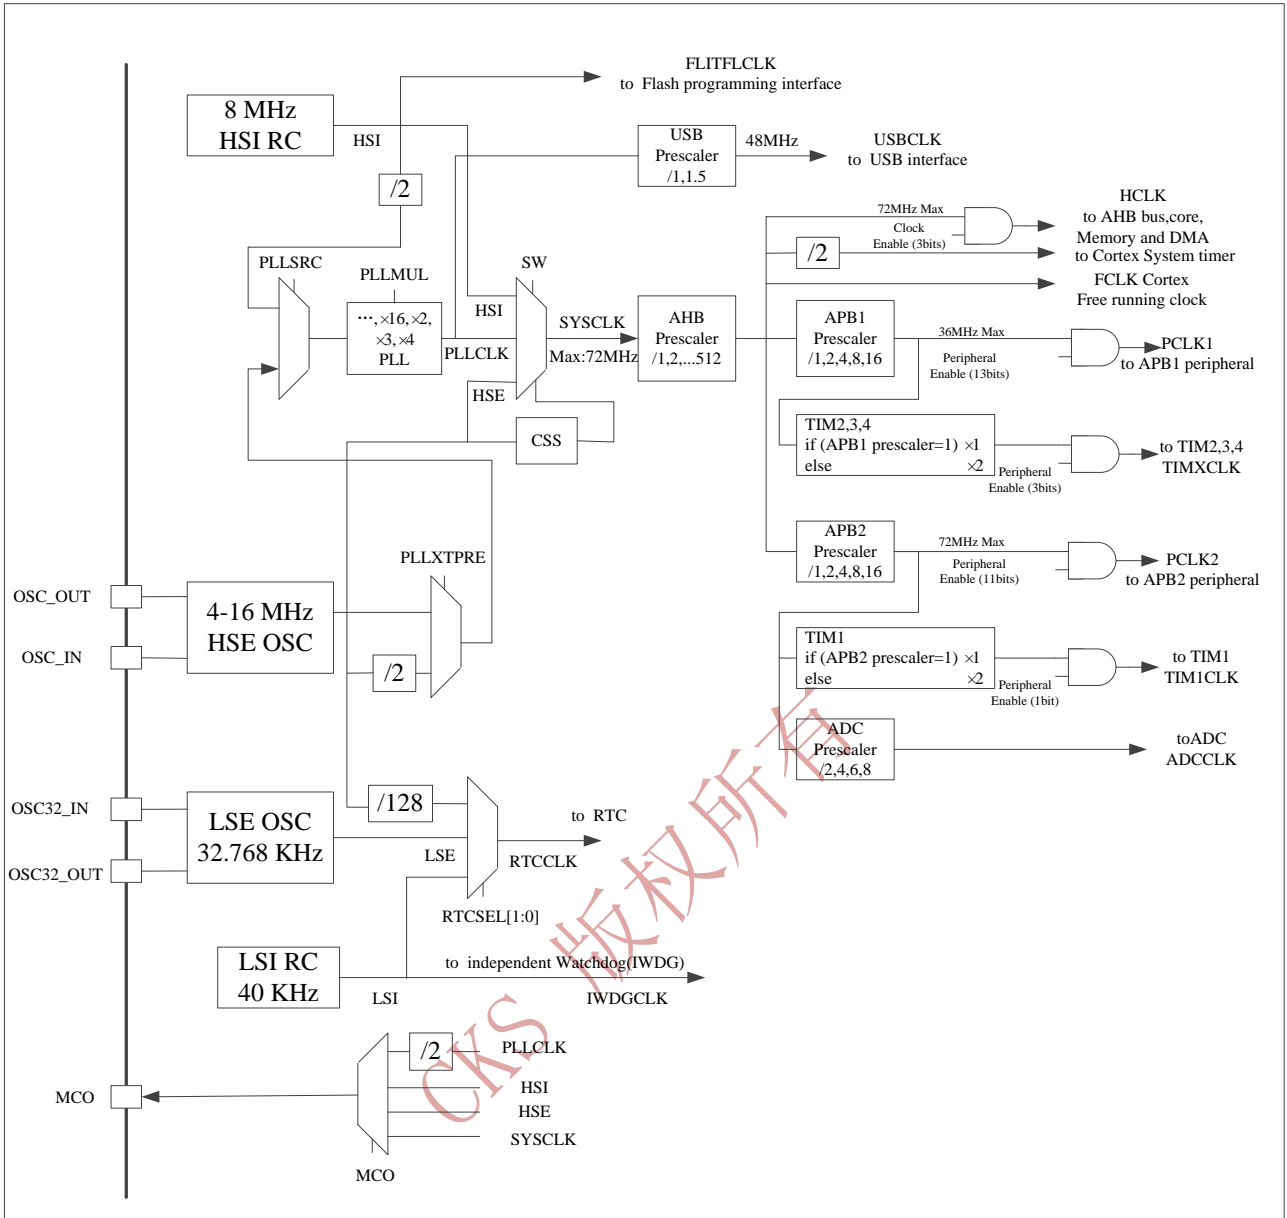 FLITFLCLK
to Flash programming interface
8 MHz
HSI RC
HSI
USB
Prescaler
/1,1.5
48MHz
USBCLK
to USB interface
/2
HCLK
to AHB bus,core,
Memory and DMA
72MHz Max
Clock
Enable (3bits)
/2
to Cortex System timer
FCLK Cortex
Free running clock
PLLSRC
PLLMUL
SW
…, ×16, ×2,
×3, ×4
PLL
HSI
PLLCLK
HSE
SYSCLK
Max:72MHz
AHB
Prescaler
/1,2,...512
APB1
Prescaler
/1,2,4,8,16
36MHz Max
Peripheral
Enable (13bits)
PCLK1
to APB1 peripheral
CSS
TIM2,3,4
if (APB1 prescaler=1) ×1
else ×2
Peripheral
Enable (3bits)
to TIM2,3,4
TIMXCLK
APB2
Prescaler
/1,2,4,8,16
72MHz Max
Peripheral
Enable (11bits)
PCLK2
to APB2 peripheral
PLLXTPRE
OSC_OUT
OSC_IN
4-16 MHz
HSE OSC
/2
TIM1
if (APB2 prescaler=1) ×1
else ×2
Peripheral
Enable (1bit)
to TIM1
TIM1CLK
ADC
Prescaler
/2,4,6,8
toADC
ADCCLK
OSC32_IN
OSC32_OUT
LSE OSC
32.768 KHz
/128
LSE
to RTC
RTCCLK
RTCSEL[1:0]
LSI RC
40 KHz
LSI
to independent Watchdog(IWDG)
IWDGCLK
/2
PLLCLK
HSI
HSE
SYSCLK
MCO
MCO
CKS 版权所有